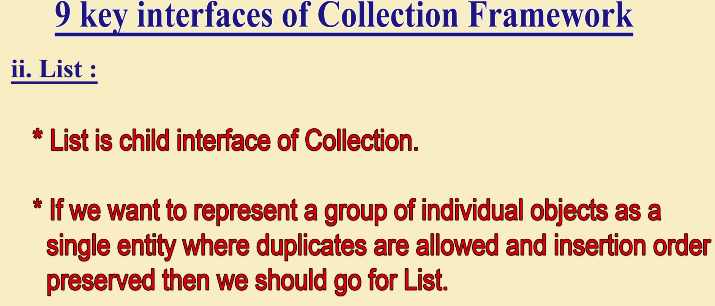 9 key interfaces of Collection Framework
ii. List :
* List is child interface of Collection.
* If we want to represent a group of individual objects as a
single entity where duplicates are allowed and insertion order
preserved then we should go for List.